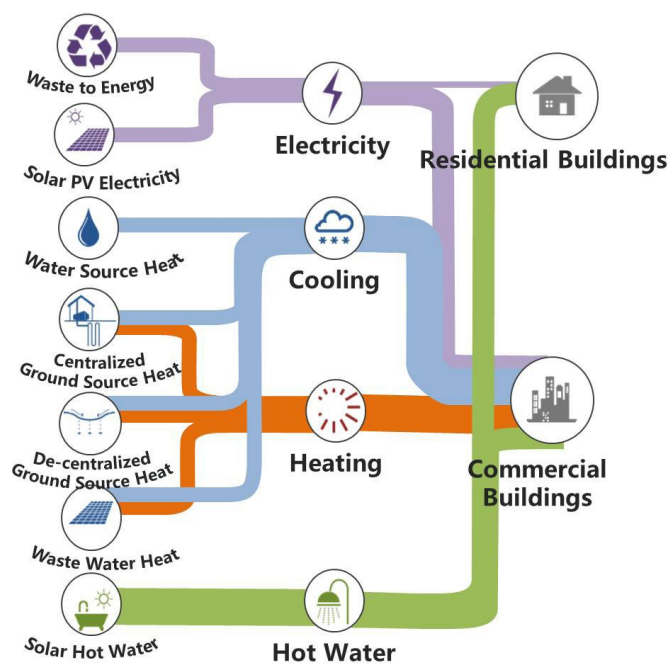 Waste to Energy
Solar PV Electricity
Water Source Heat
Centralized
Ground Source Heat
De-centralized
Ground Source Heat
Waste Water Heat
Solar Hot Water
Electricity
Cooling
Heating
Hot Water
Residential Buildings
Commercial
Buildings